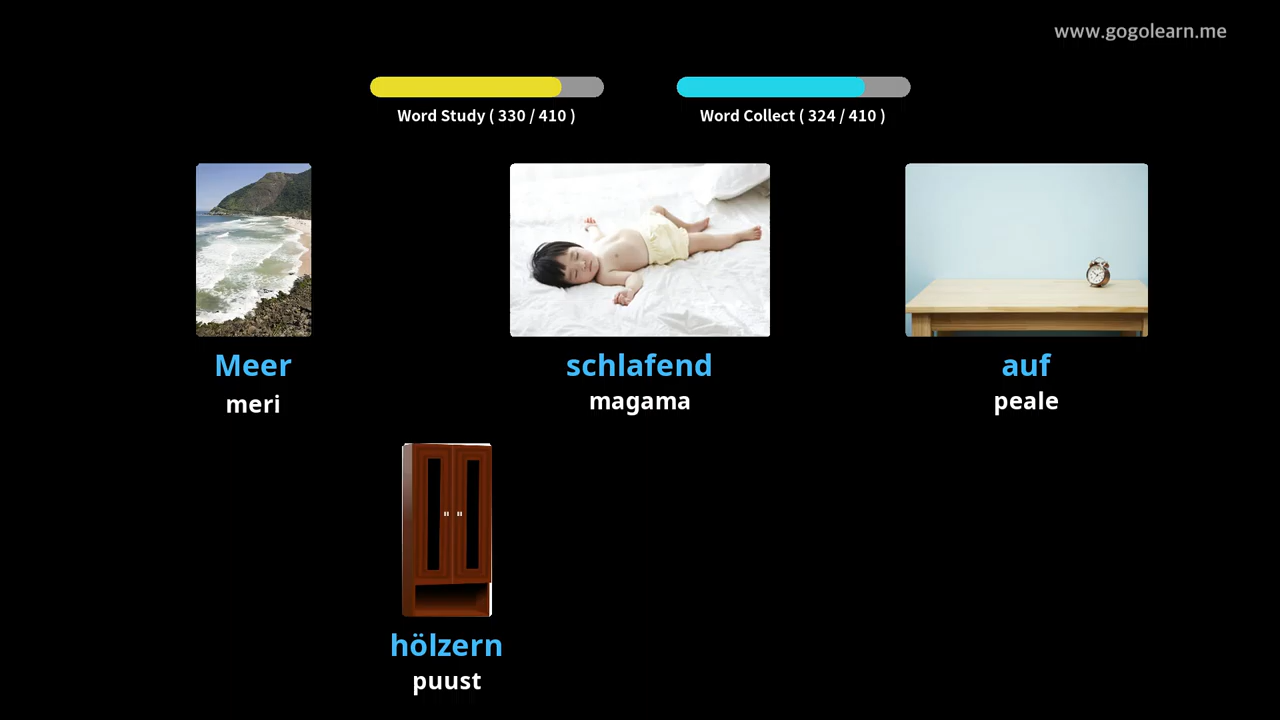 www.gogolearn.me
Word Study ( 330 / 410 )
Word Collect ( 324 / 410 )
Meer
meri
schlafend
magama
auf
peale
hölzern
puust